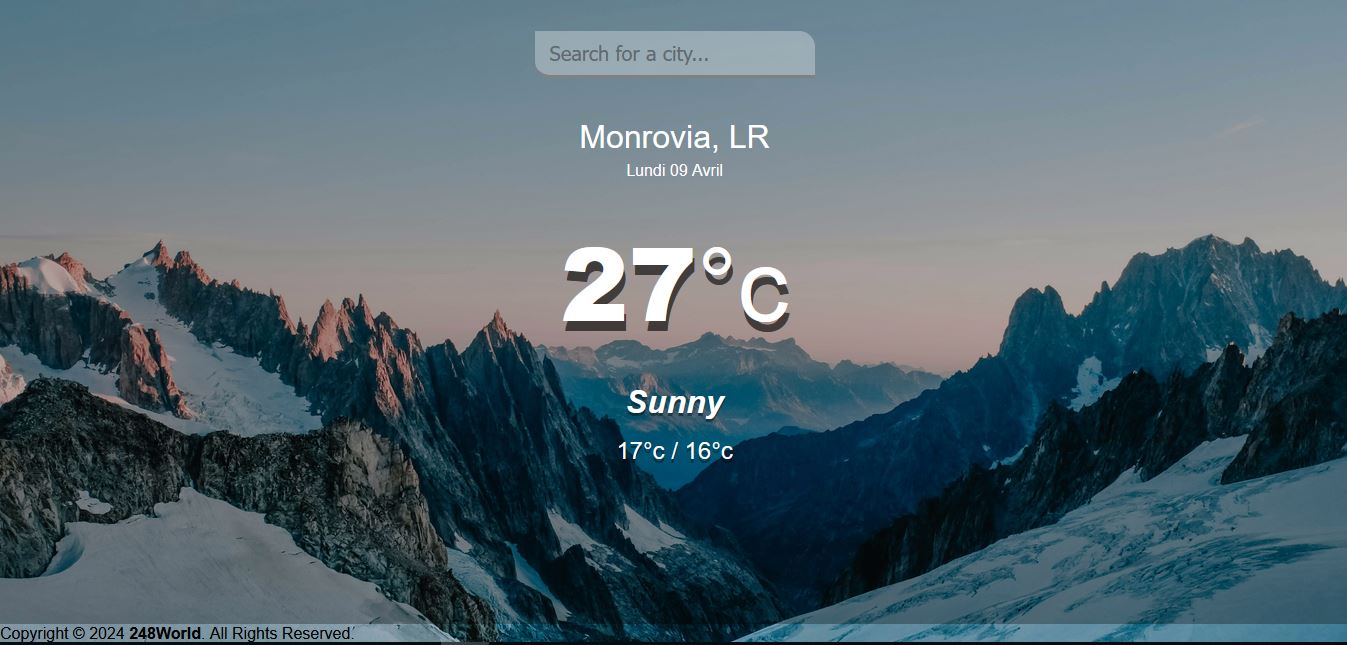 Search for a city...
Monrovia, LR
Lundi 09 Avril
27°c
Sunny
17°c / 16°c
Copyright © 2024 248World. All Rights Reserved.